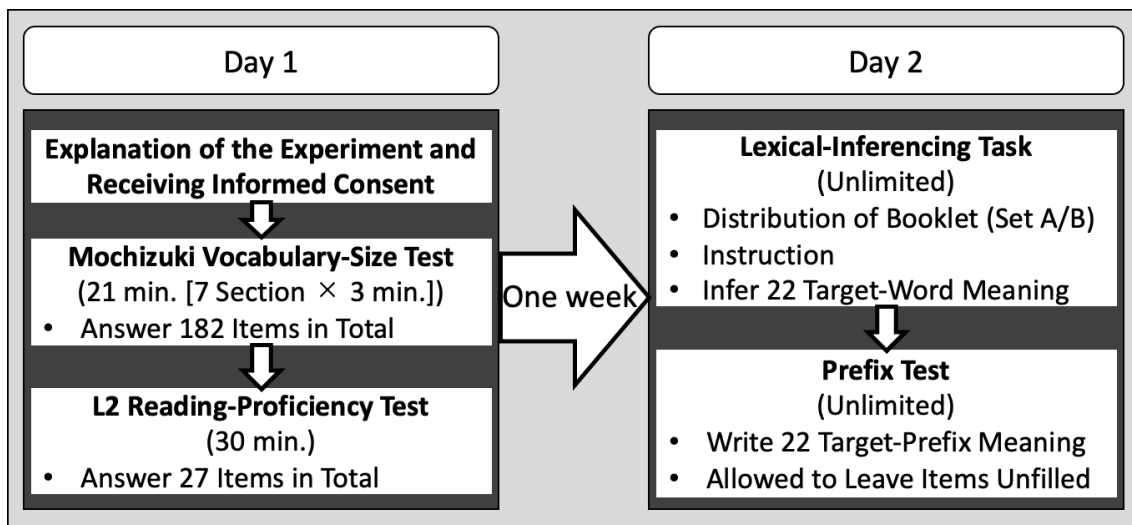 Day 1
Explanation of the Experiment and
Receiving Informed Consent
Mochizuki Vocabulary-Size Test
(21 min. [7 Section × 3 min.])
• Answer 182 Items in Total
L2 Reading-Proficiency Test
(30 min.)
• Answer 27 Items in Total
One week
Day 2
Lexical-Inferencing Task
(Unlimited)
• Distribution of Booklet (Set A/B)
• Instruction
• Infer 22 Target-Word Meaning
Prefix Test
(Unlimited)
• Write 22 Target-Prefix Meaning
• Allowed to Leave Items Unfilled